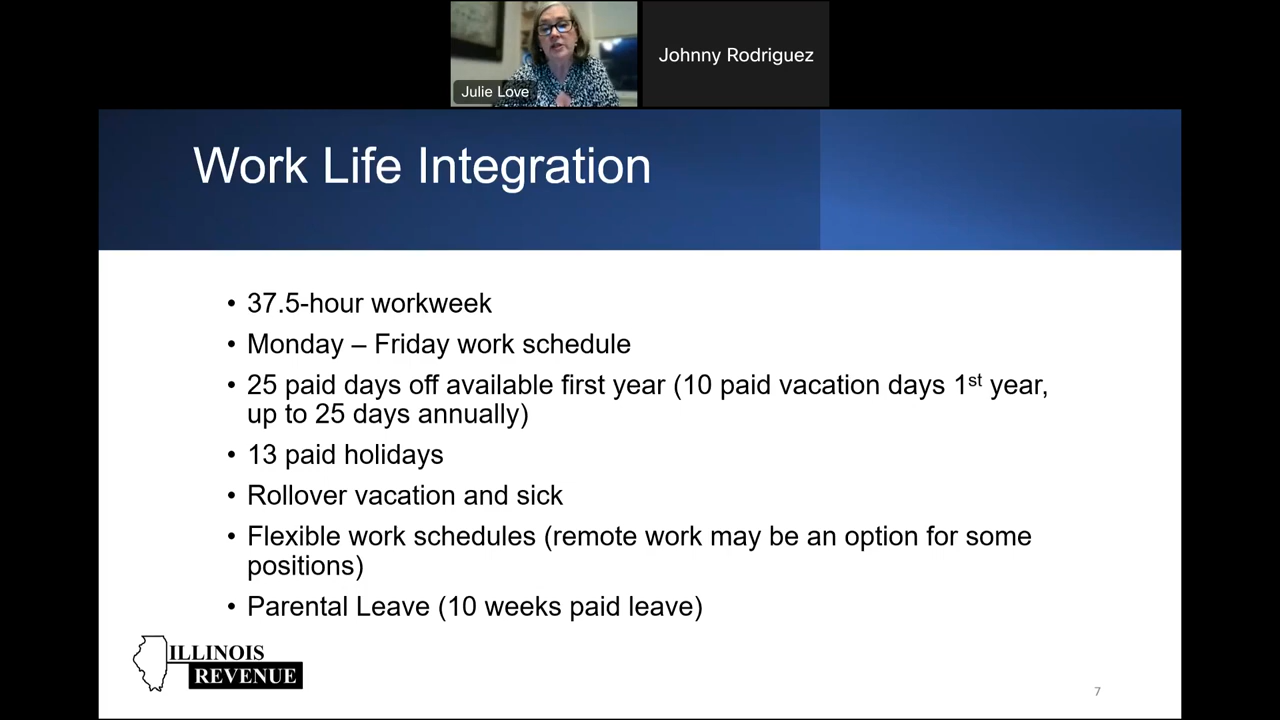 Julie Love
Johnny Rodriguez
Work Life Integration
• 37.5-hour workweek
• Monday – Friday work schedule
• 25 paid days off available first year (10 paid vacation days 1st year,
up to 25 days annually)
• 13 paid holidays
• Rollover vacation and sick
• Flexible work schedules (remote work may be an option for some
positions)
• Parental Leave (10 weeks paid leave)
ILLINOIS
REVENUE
7